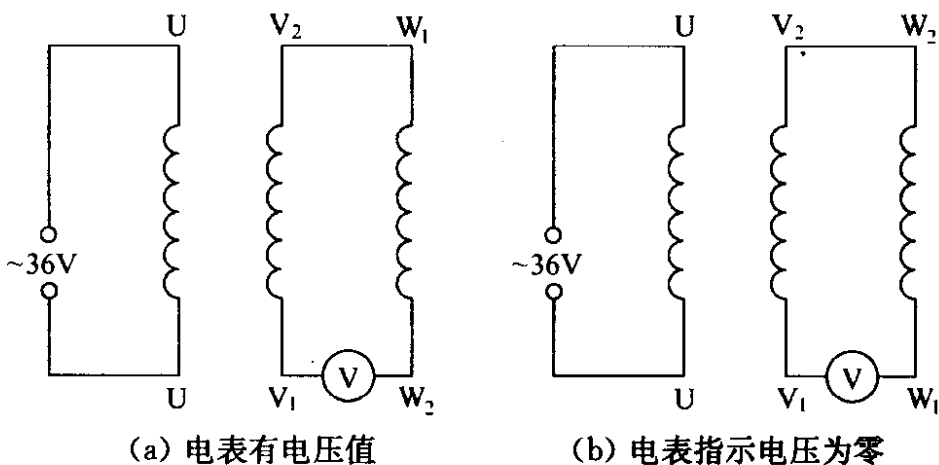 U V₂ W₁ U V₂ W₂
~36V ~36V
V V
U V₁ W₂ U V₁ W₁
(a) 电表有电压值 (b) 电表指示电压为零